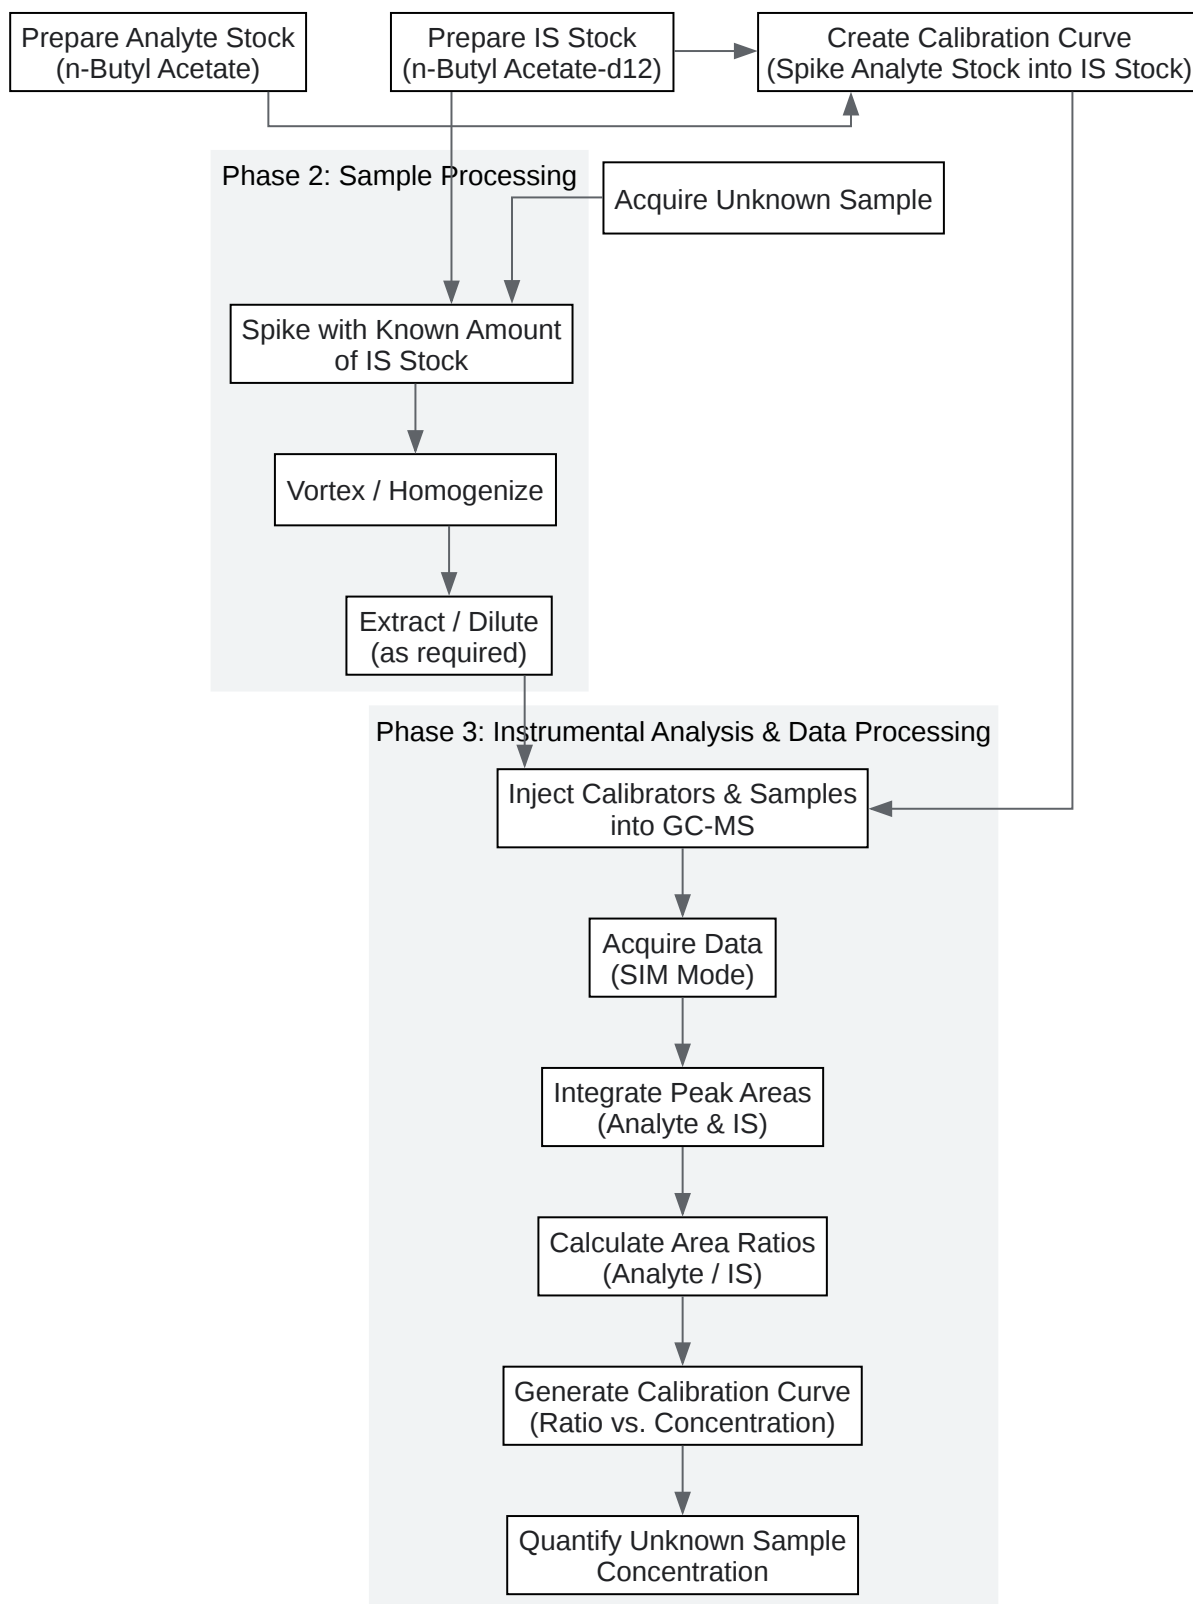 Prepare Analyte Stock
(n-Butyl Acetate)
Prepare IS Stock
(n-Butyl Acetate-d12)
Create Calibration Curve
(Spike Analyte Stock into IS Stock)
Phase 2: Sample Processing
Acquire Unknown Sample
Spike with Known Amount
of IS Stock
Vortex / Homogenize
Extract / Dilute
(as required)
Phase 3: Instrumental Analysis & Data Processing
Inject Calibrators & Samples
into GC-MS
Acquire Data
(SIM Mode)
Integrate Peak Areas
(Analyte & IS)
Calculate Area Ratios
(Analyte / IS)
Generate Calibration Curve
(Ratio vs. Concentration)
Quantify Unknown Sample
Concentration